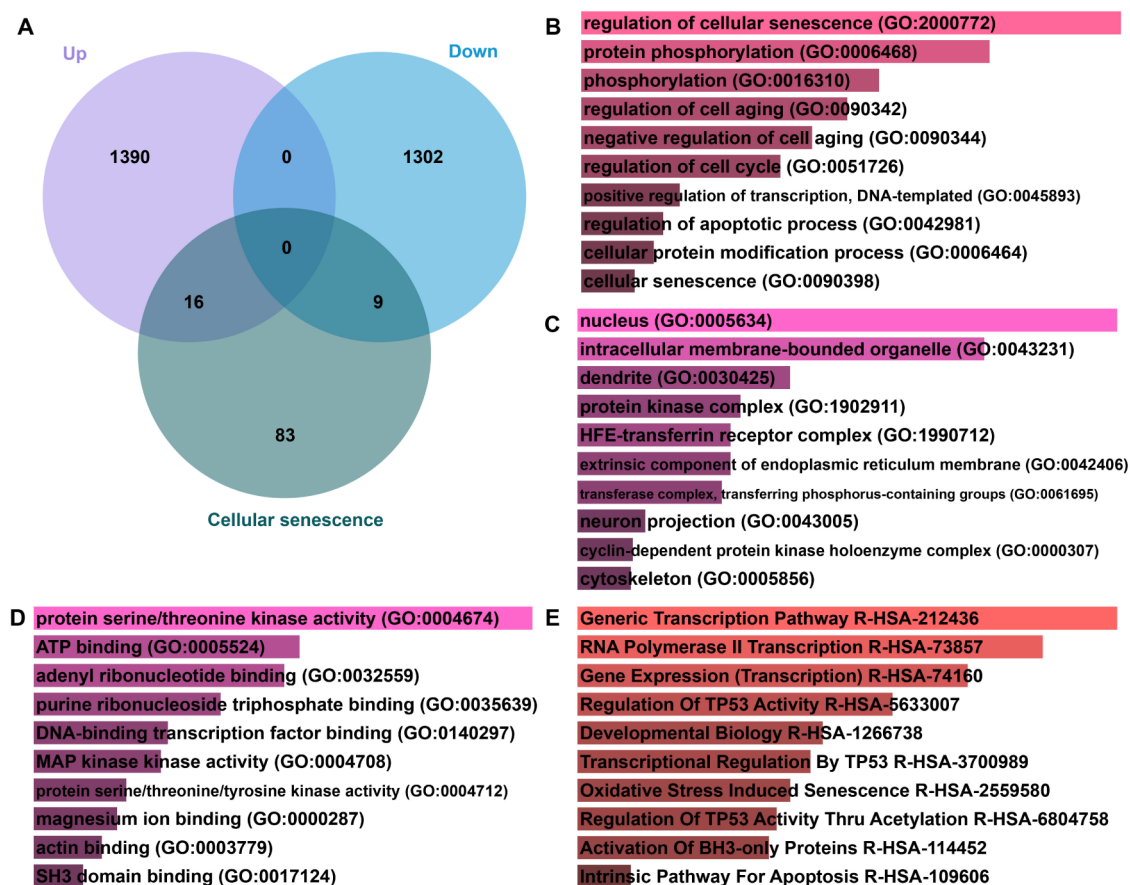 A
Up
Down
1390
0
1302
0
16
9
83
Cellular senescence
B
regulation of cellular senescence (GO:2000772)
protein phosphorylation (GO:0006468)
phosphorylation (GO:0016310)
regulation of cell aging (GO:0090342)
negative regulation of cell aging (GO:0090344)
regulation of cell cycle (GO:0051726)
positive regulation of transcription, DNA-templated (GO:0045893)
regulation of apoptotic process (GO:0042981)
cellular protein modification process (GO:0006464)
cellular senescence (GO:0090398)
C
nucleus (GO:0005634)
intracellular membrane-bounded organelle (GO:0043231)
dendrite (GO:0030425)
protein kinase complex (GO:1902911)
HFE-transferrin receptor complex (GO:1990712)
extrinsic component of endoplasmic reticulum membrane (GO:0042406)
transferase complex, transferring phosphorus-containing groups (GO:0061695)
neuron projection (GO:0043005)
cyclin-dependent protein kinase holoenzyme complex (GO:0000307)
cytoskeleton (GO:0005856)
D
protein serine/threonine kinase activity (GO:0004674)
ATP binding (GO:0005524)
adenyl ribonucleotide binding (GO:0032559)
purine ribonucleoside triphosphate binding (GO:0035639)
DNA-binding transcription factor binding (GO:0140297)
MAP kinase kinase activity (GO:0004708)
protein serine/threonine/tyrosine kinase activity (GO:0004712)
magnesium ion binding (GO:0000287)
actin binding (GO:0003779)
SH3 domain binding (GO:0017124)
E
Generic Transcription Pathway R-HSA-212436
RNA Polymerase II Transcription R-HSA-73857
Gene Expression (Transcription) R-HSA-74160
Regulation Of TP53 Activity R-HSA-5633007
Developmental Biology R-HSA-1266738
Transcriptional Regulation By TP53 R-HSA-3700989
Oxidative Stress Induced Senescence R-HSA-2559580
Regulation Of TP53 Activity Thru Acetylation R-HSA-6804758
Activation Of BH3-only Proteins R-HSA-114452
Intrinsic Pathway For Apoptosis R-HSA-109606